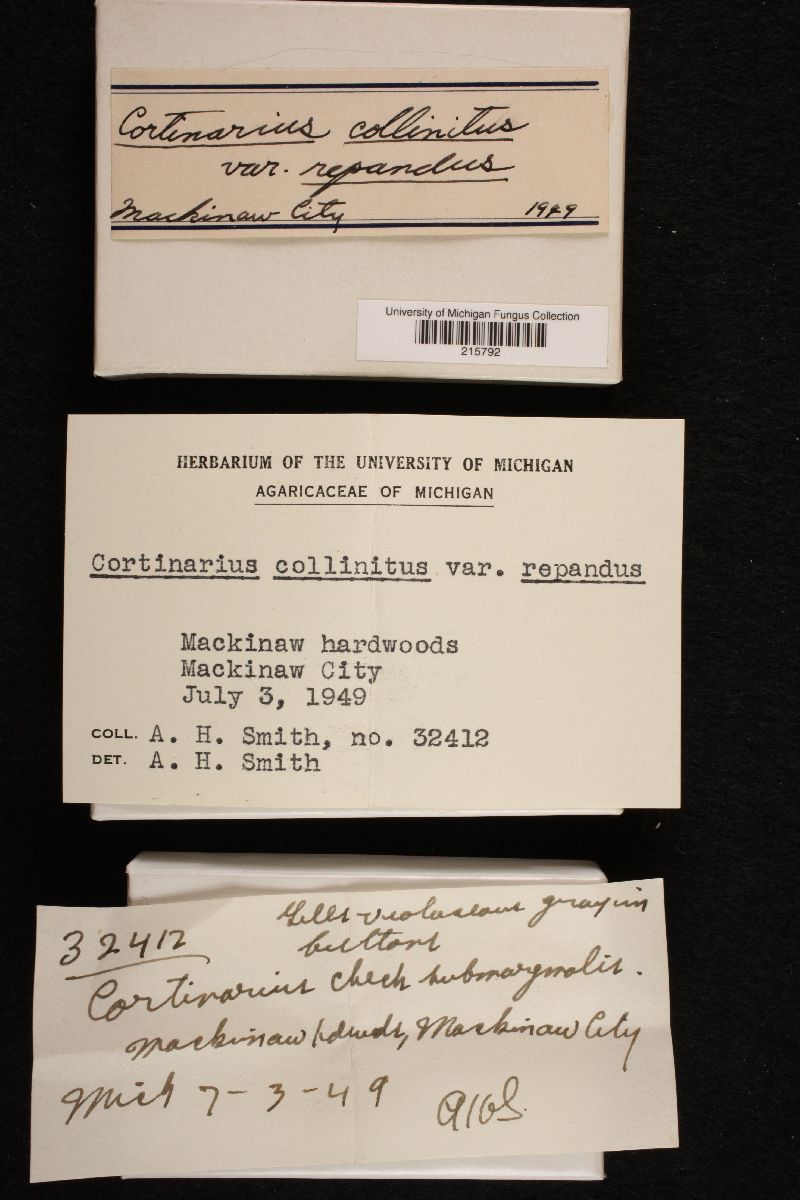 Cortinarius collinitus
var. repandus
Mackinaw City 1949
University of Michigan Fungus Collection
215792
HERBARIUM OF THE UNIVERSITY OF MICHIGAN
AGARICACEAE OF MICHIGAN
Cortinarius collinitus var. repandus
Mackinaw hardwoods
Mackinaw City
July 3, 1949
COLL. A. H. Smith, no. 32412
DET. A. H. Smith
Gills violaceous gray in
buttons
32412
Cortinarius check submarginalis.
Mackinaw hdwds, Mackinaw City
Mich 7-3-49 AHS